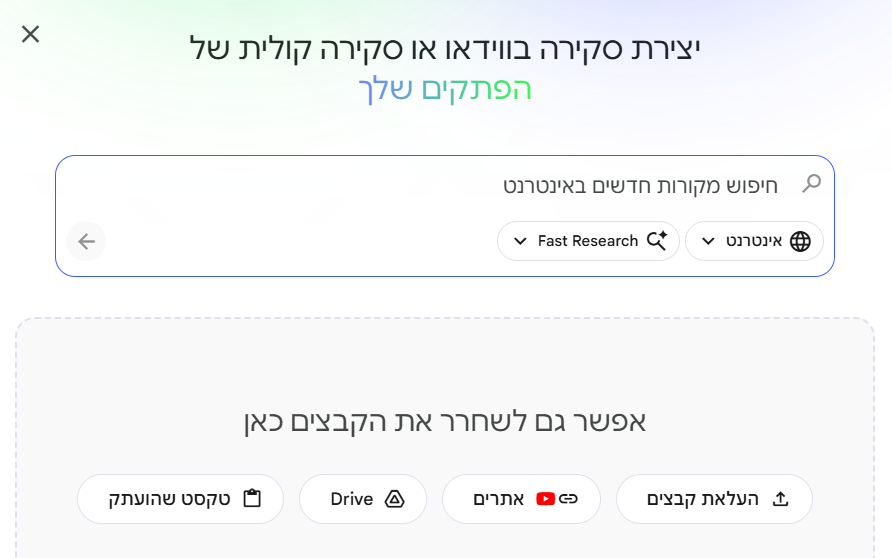 יצירת סקירה בווידאו או סקירה קולית של
הפתקים שלך
חיפוש מקורות חדשים באינטרנט
אינטרנט
Fast Research
אפשר גם לשחרר את הקבצים כאן
העלאת קבצים
אתרים
Drive
טקסט שהועתק